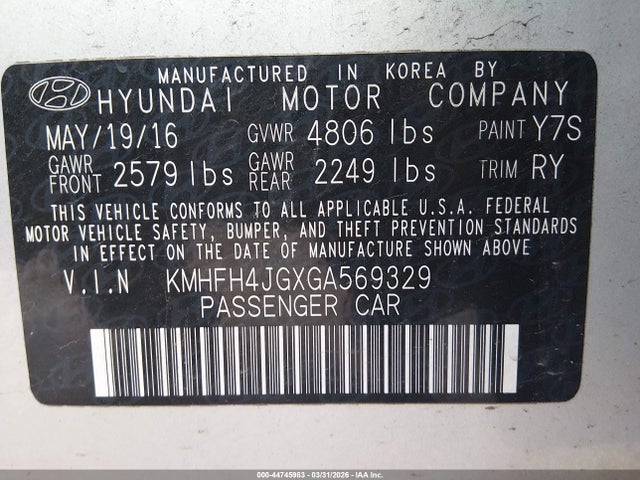 MANUFACTURED IN KOREA BY
HYUNDAI MOTOR COMPANY
MAY/19/16 GVWR 4806 lbs PAINT Y7S
GAWR FRONT 2579 lbs GAWR REAR 2249 lbs TRIM RY
THIS VEHICLE CONFORMS TO ALL APPLICABLE U.S.A. FEDERAL
MOTOR VEHICLE SAFETY, BUMPER, AND THEFT PREVENTION STANDARDS
IN EFFECT ON THE DATE OF MANUFACTURE SHOWN ABOVE.
V.I.N KMHFH4JGXGA569329
PASSENGER CAR
000-44745983 - 03/31/2026 - IAA Inc.